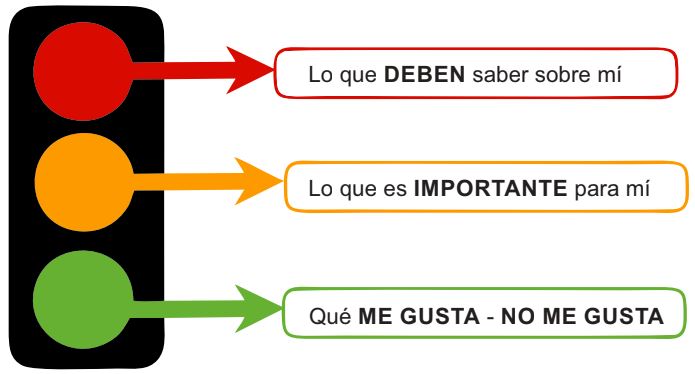 Lo que DEBEN saber sobre mí
Lo que es IMPORTANTE para mí
Qué ME GUSTA - NO ME GUSTA